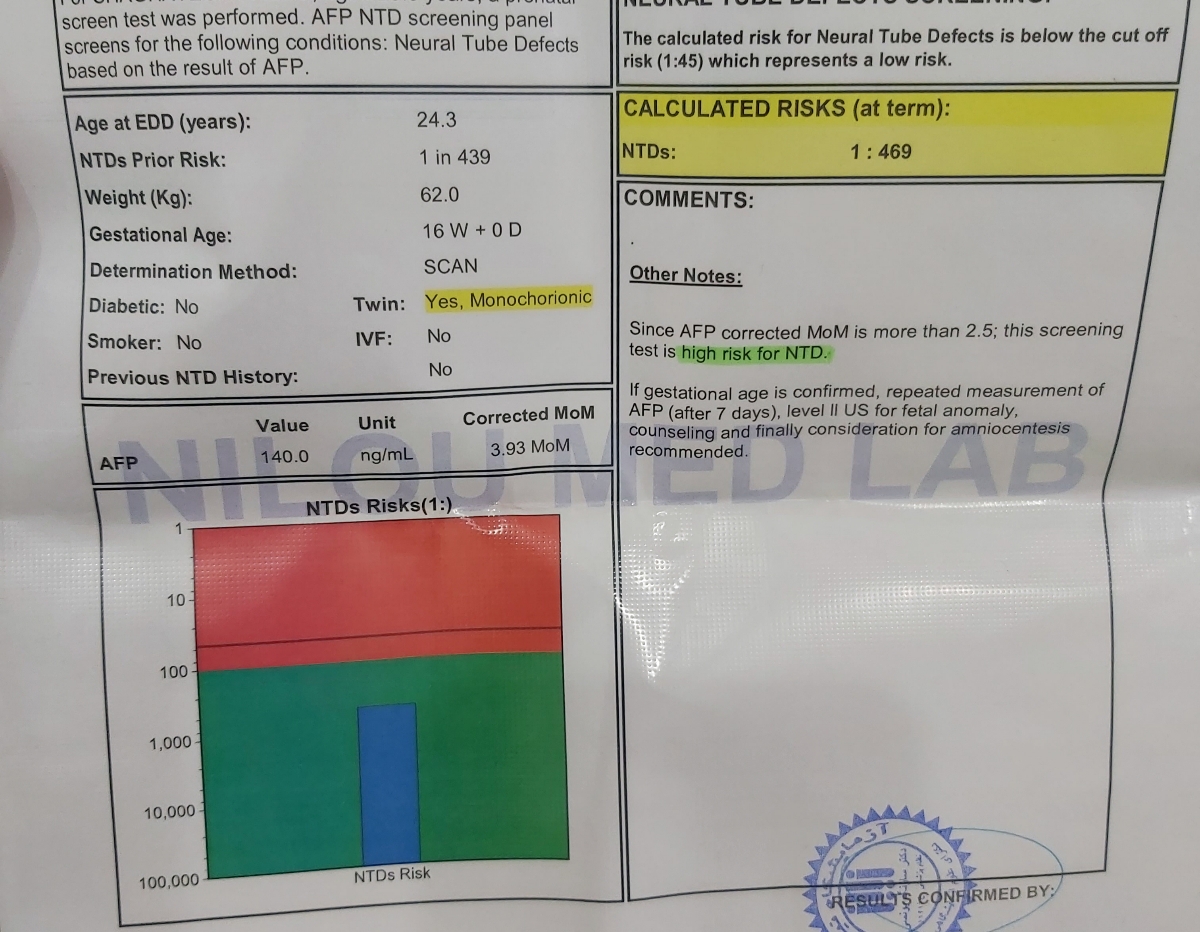 screen test was performed. AFP NTD screening panel
screens for the following conditions: Neural Tube Defects
based on the result of AFP.
The calculated risk for Neural Tube Defects is below the cut off
risk (1:45) which represents a low risk.
Age at EDD (years): 24.3
NTDs Prior Risk: 1 in 439
Weight (Kg): 62.0
Gestational Age: 16 W + 0 D
Determination Method: SCAN
Diabetic: No Twin: Yes, Monochorionic
Smoker: No IVF: No
Previous NTD History: No
Value Unit Corrected MoM
AFP 140.0 ng/mL 3.93 MoM
CALCULATED RISKS (at term):
NTDs: 1 : 469
COMMENTS:
.
Other Notes:
Since AFP corrected MoM is more than 2.5; this screening
test is high risk for NTD.
If gestational age is confirmed, repeated measurement of
AFP (after 7 days), level II US for fetal anomaly,
counseling and finally consideration for amniocentesis
recommended.
NILOU MED LAB
NTDs Risks(1:)
1
10
100
1,000
10,000
100,000
NTDs Risk
RESULTS CONFIRMED BY: